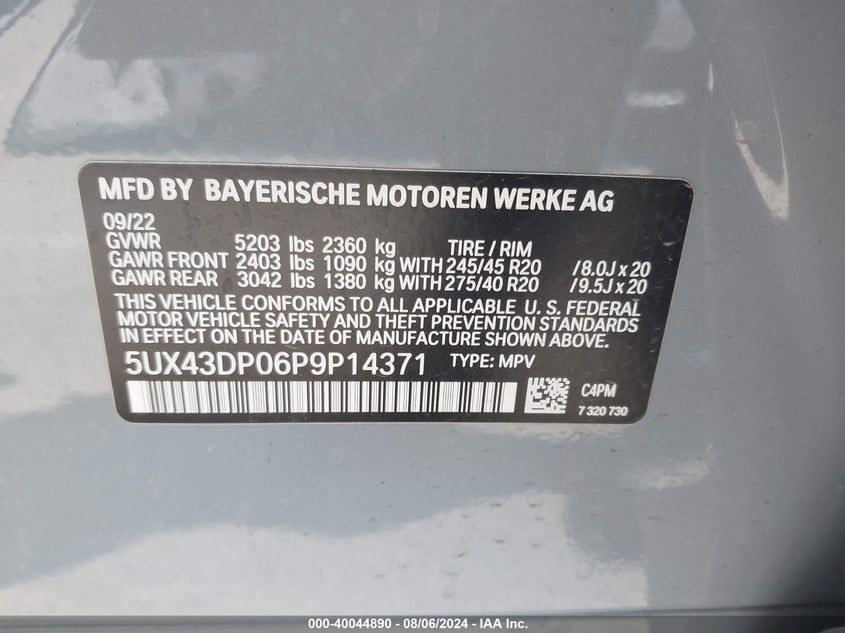 MFD BY BAYERISCHE MOTOREN WERKE AG
09/22
GVWR 5203 lbs 2360 kg TIRE / RIM
GAWR FRONT 2403 lbs 1090 kg WITH 245/45 R20 /8.0J x 20
GAWR REAR 3042 lbs 1380 kg WITH 275/40 R20 /9.5J x 20
THIS VEHICLE CONFORMS TO ALL APPLICABLE U. S. FEDERAL
MOTOR VEHICLE SAFETY AND THEFT PREVENTION STANDARDS
IN EFFECT ON THE DATE OF MANUFACTURE SHOWN ABOVE.
5UX43DP06P9P14371 TYPE: MPV
C4PM
7 320 730
000-40044890 - 08/06/2024 - IAA Inc.